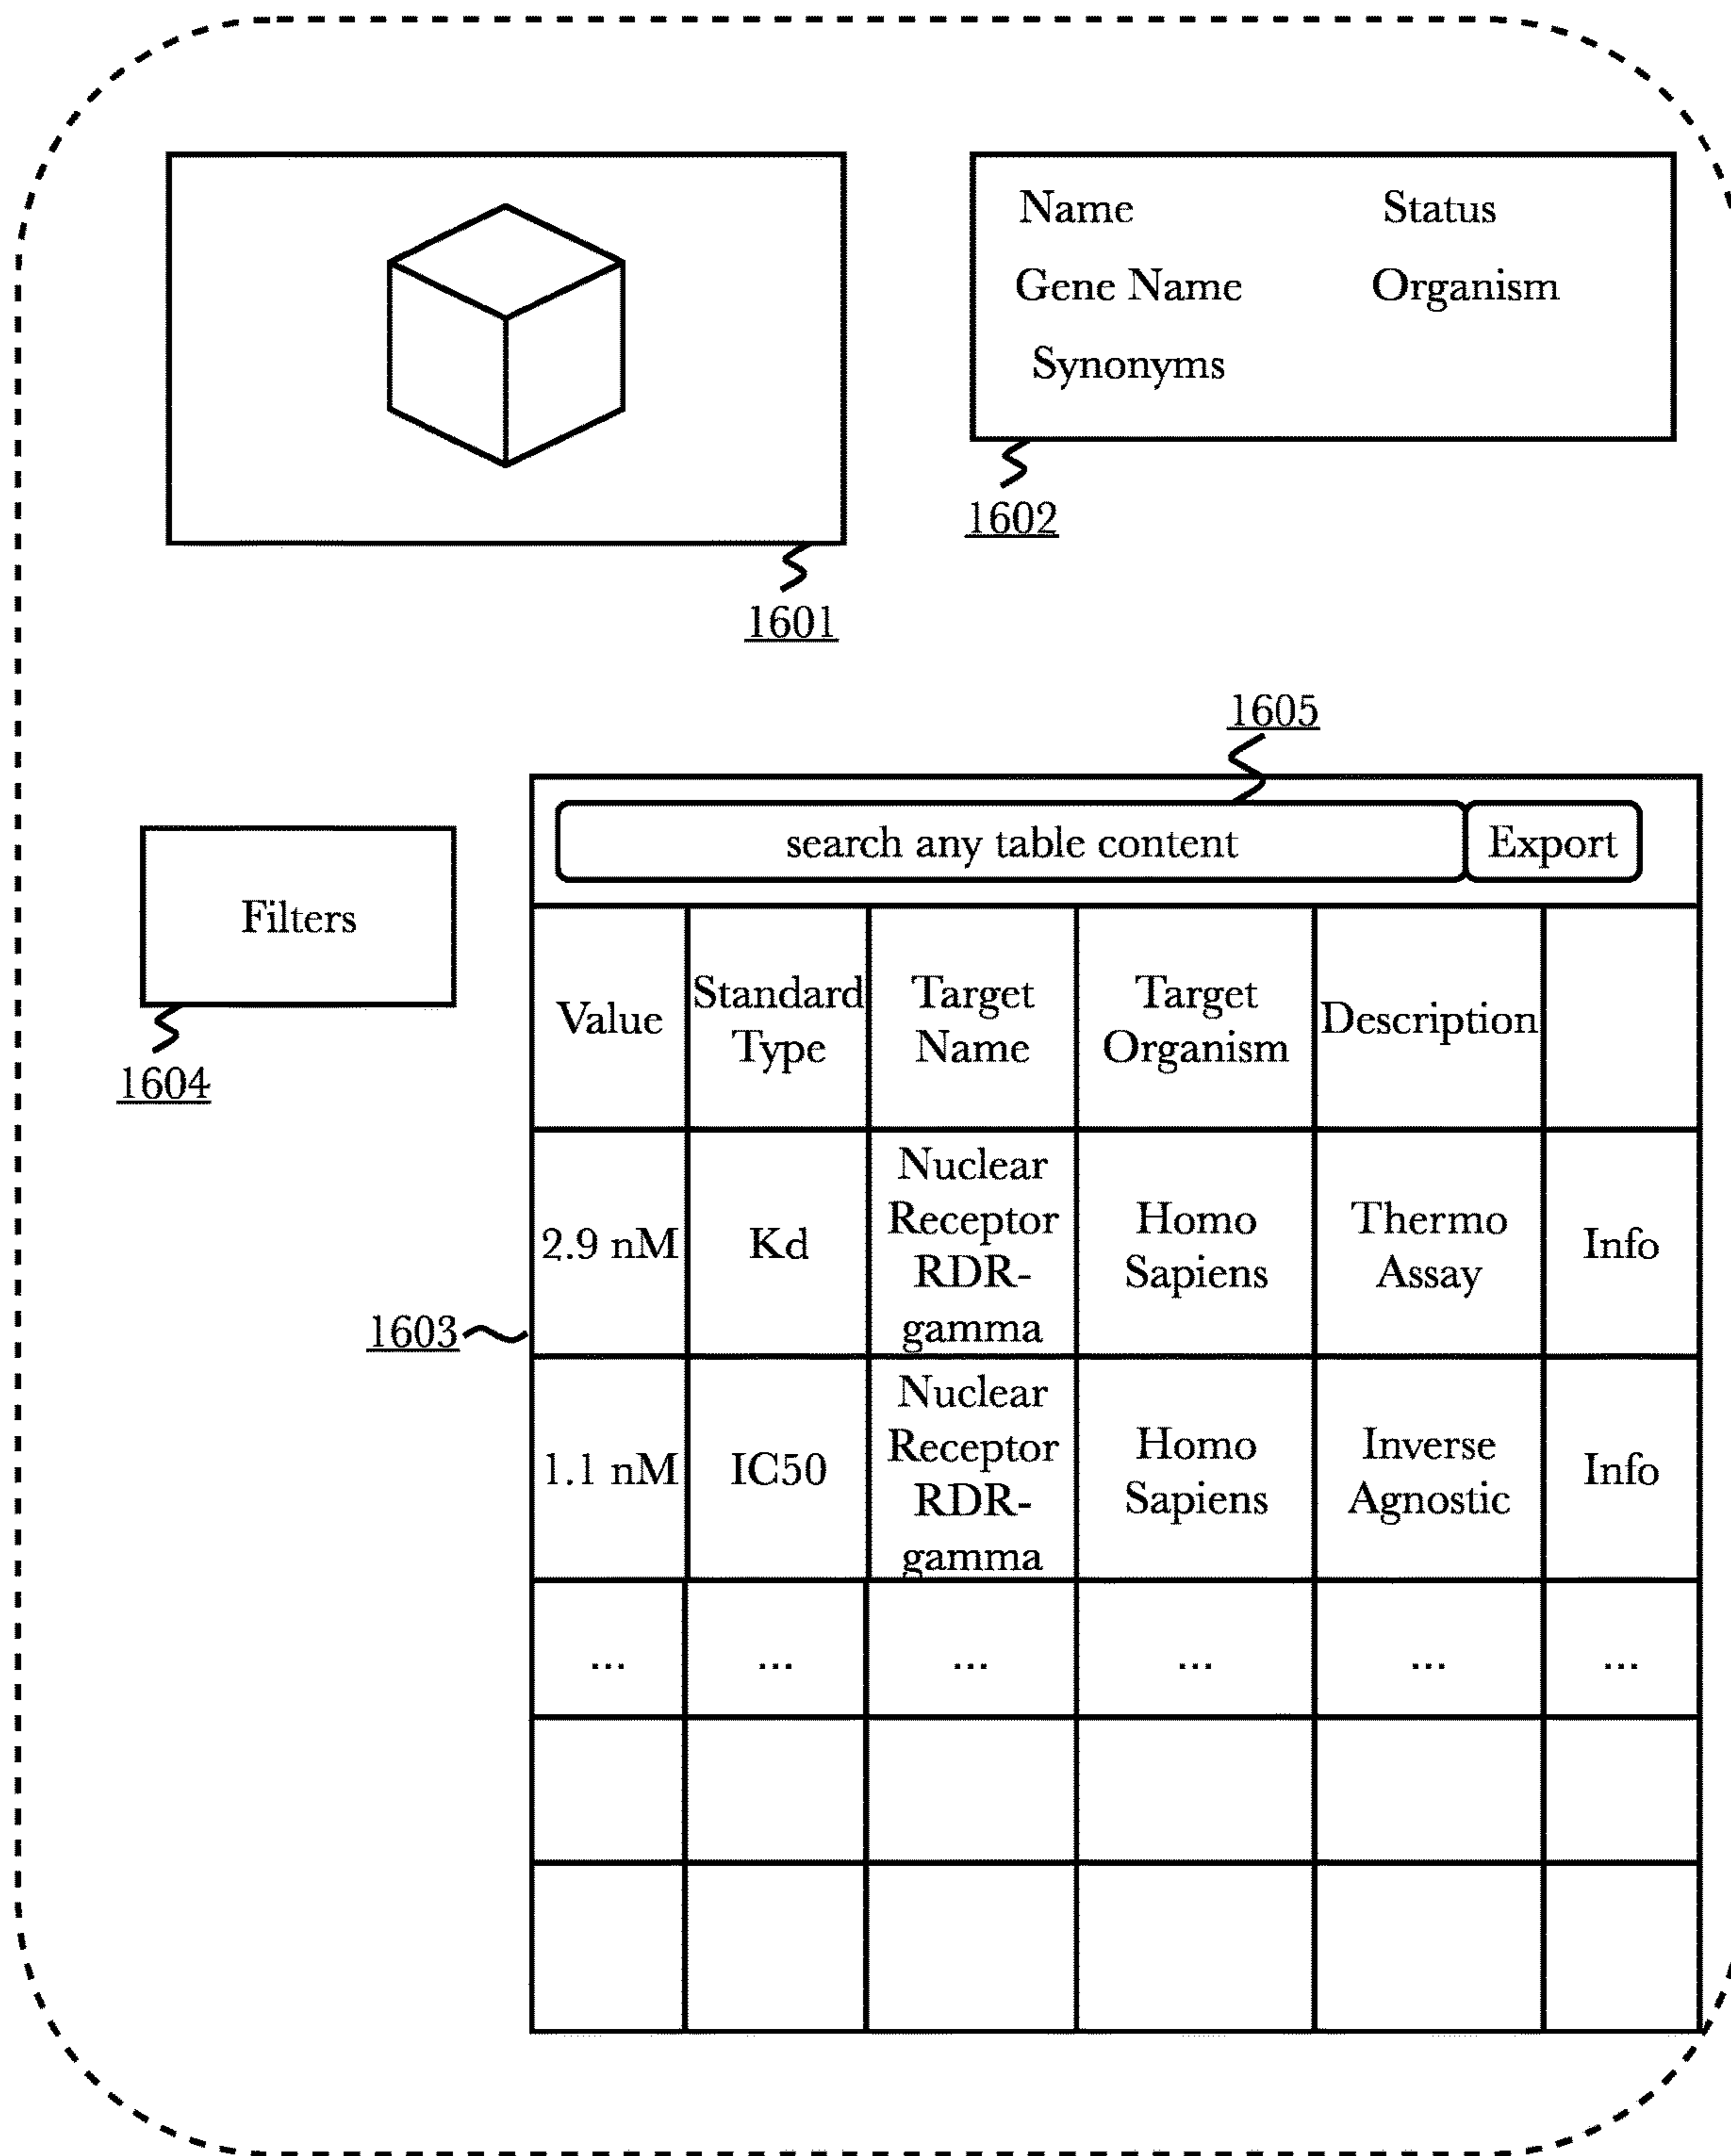 Name Status
Gene Name Organism
Synonyms
1602
1601
1605
search any table content Export
Filters
1604
Value Standard Type Target Name Target Organism Description
2.9 nM Kd Nuclear Receptor RDR-gamma Homo Sapiens Thermo Assay Info
1603
1.1 nM IC50 Nuclear Receptor RDR-gamma Homo Sapiens Inverse Agnostic Info
... ... ... ... ... ...